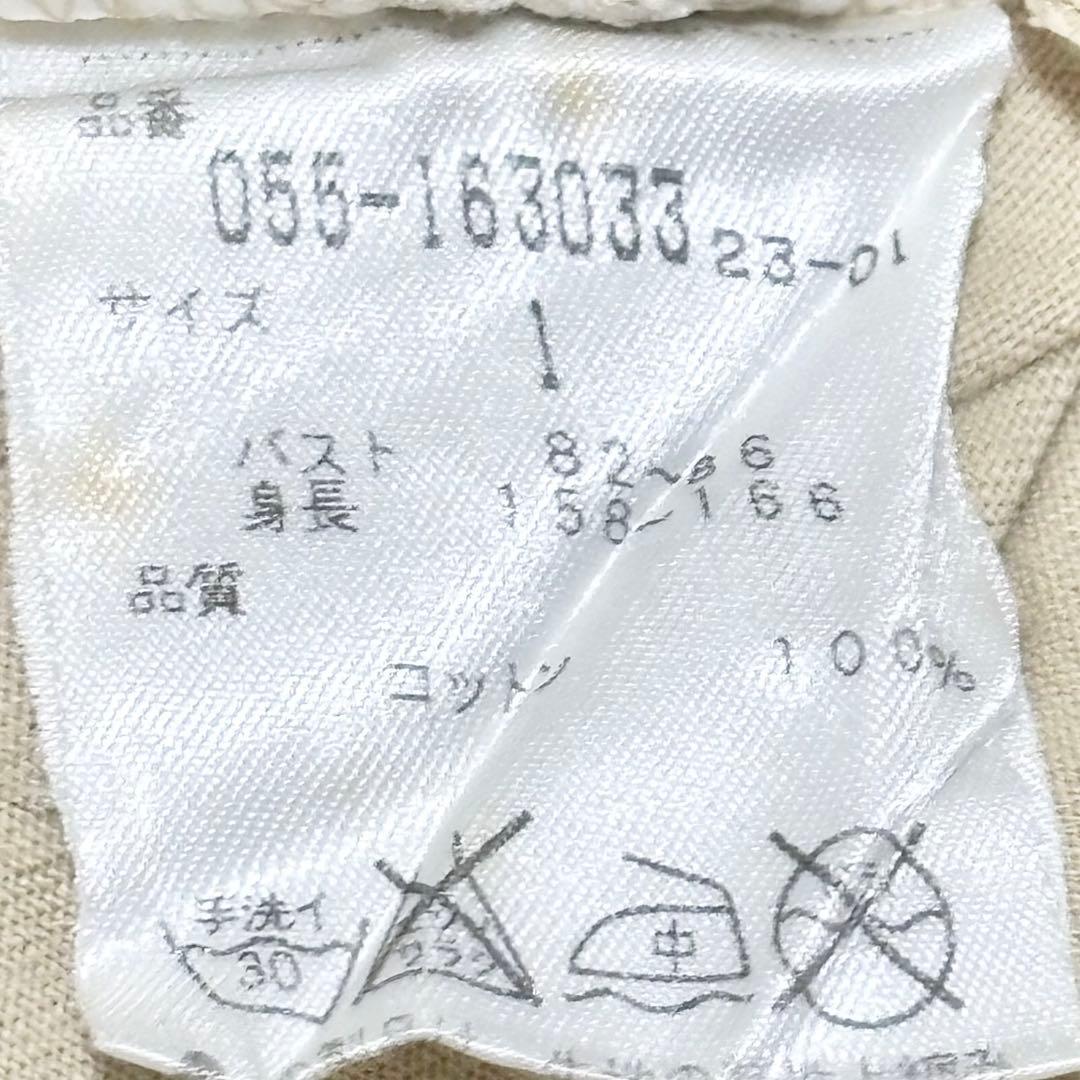 品番
055-163033 23-01
サイズ
1
バスト 82~86
身長 158~166
品質
コットン 100%
手洗イ
30
中